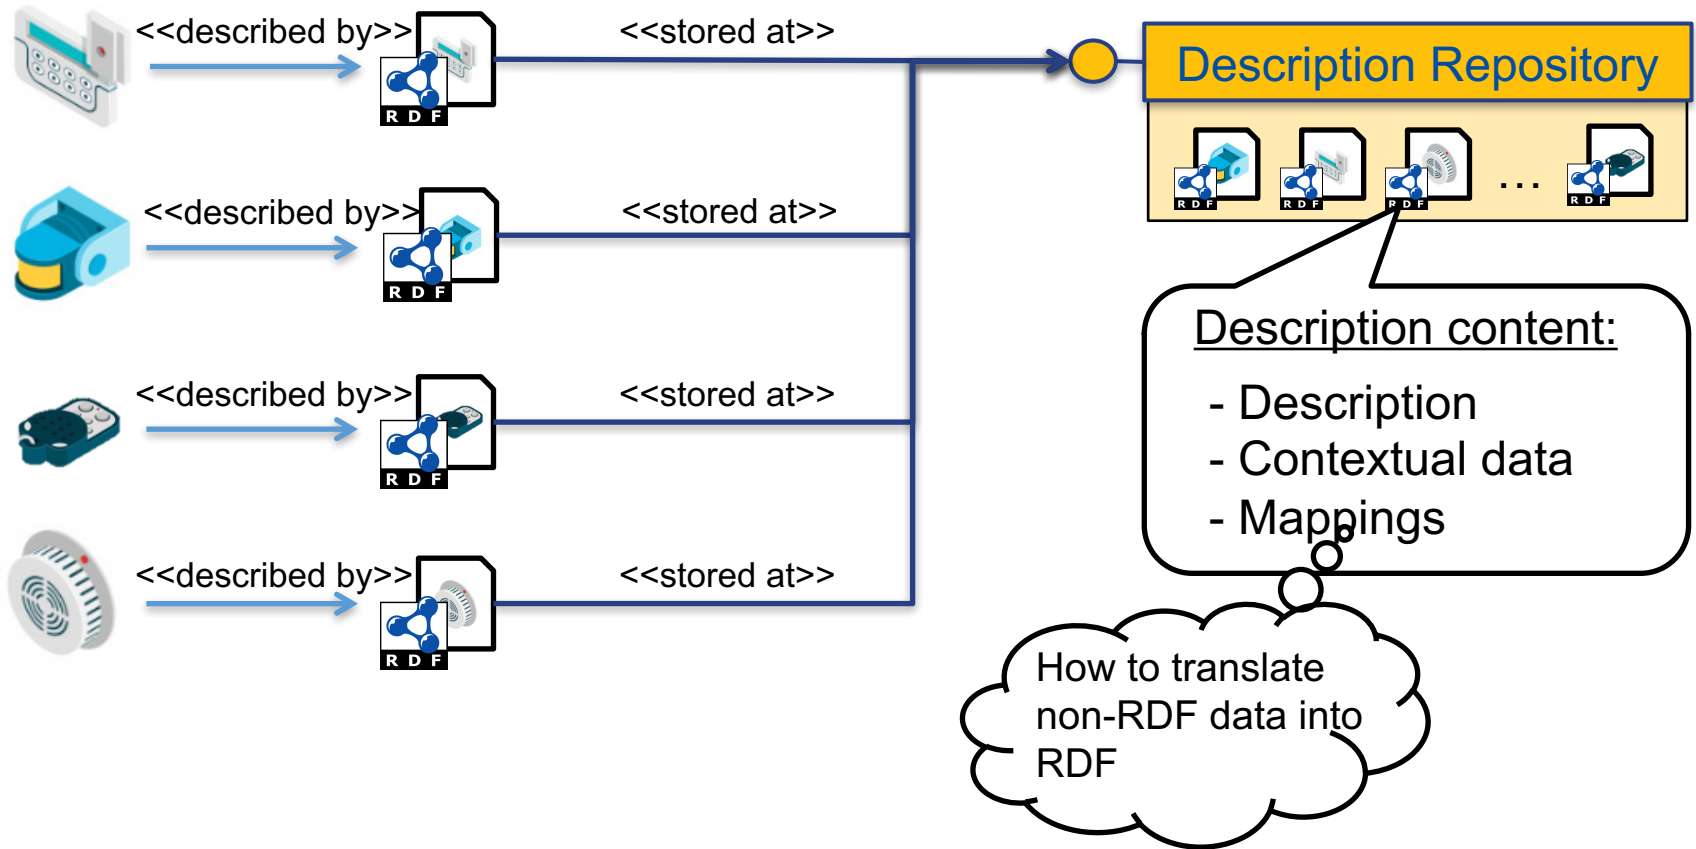 <<described by>>
<<stored at>>
Description Repository
RDF
RDF
RDF
RDF
...
RDF
<<described by>>
<<stored at>>
RDF
Description content:
- Description
- Contextual data
- Mappings
<<described by>>
<<stored at>>
RDF
<<described by>>
<<stored at>>
RDF
How to translate
non-RDF data into
RDF